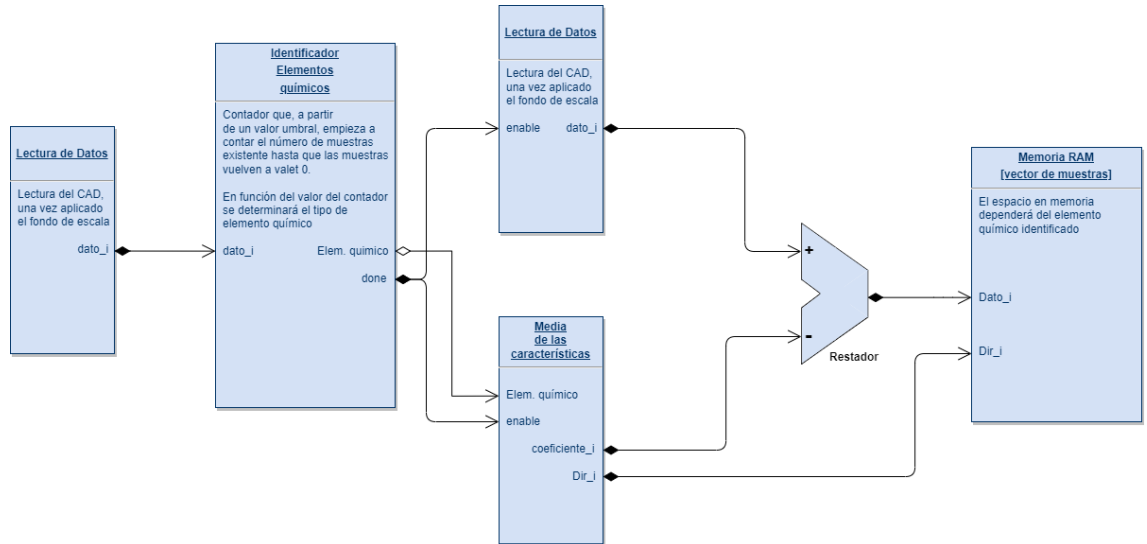 Lectura de Datos
Lectura del CAD,
una vez aplicado
el fondo de escala
dato_i
Identificador
Elementos
químicos
Contador que, a partir
de un valor umbral, empieza a
contar el número de muestras
existente hasta que las muestras
vuelven a valet 0.
En función del valor del contador
se determinará el tipo de
elemento químico
dato_i
Elem. quimico
done
Lectura de Datos
Lectura del CAD,
una vez aplicado
el fondo de escala
enable
dato_i
Media
de las
características
Elem. químico
enable
coeficiente_i
Dir_i
+
-
Restador
Memoria RAM
[vector de muestras]
El espacio en memoria
dependerá del elemento
químico identificado
Dato_i
Dir_i